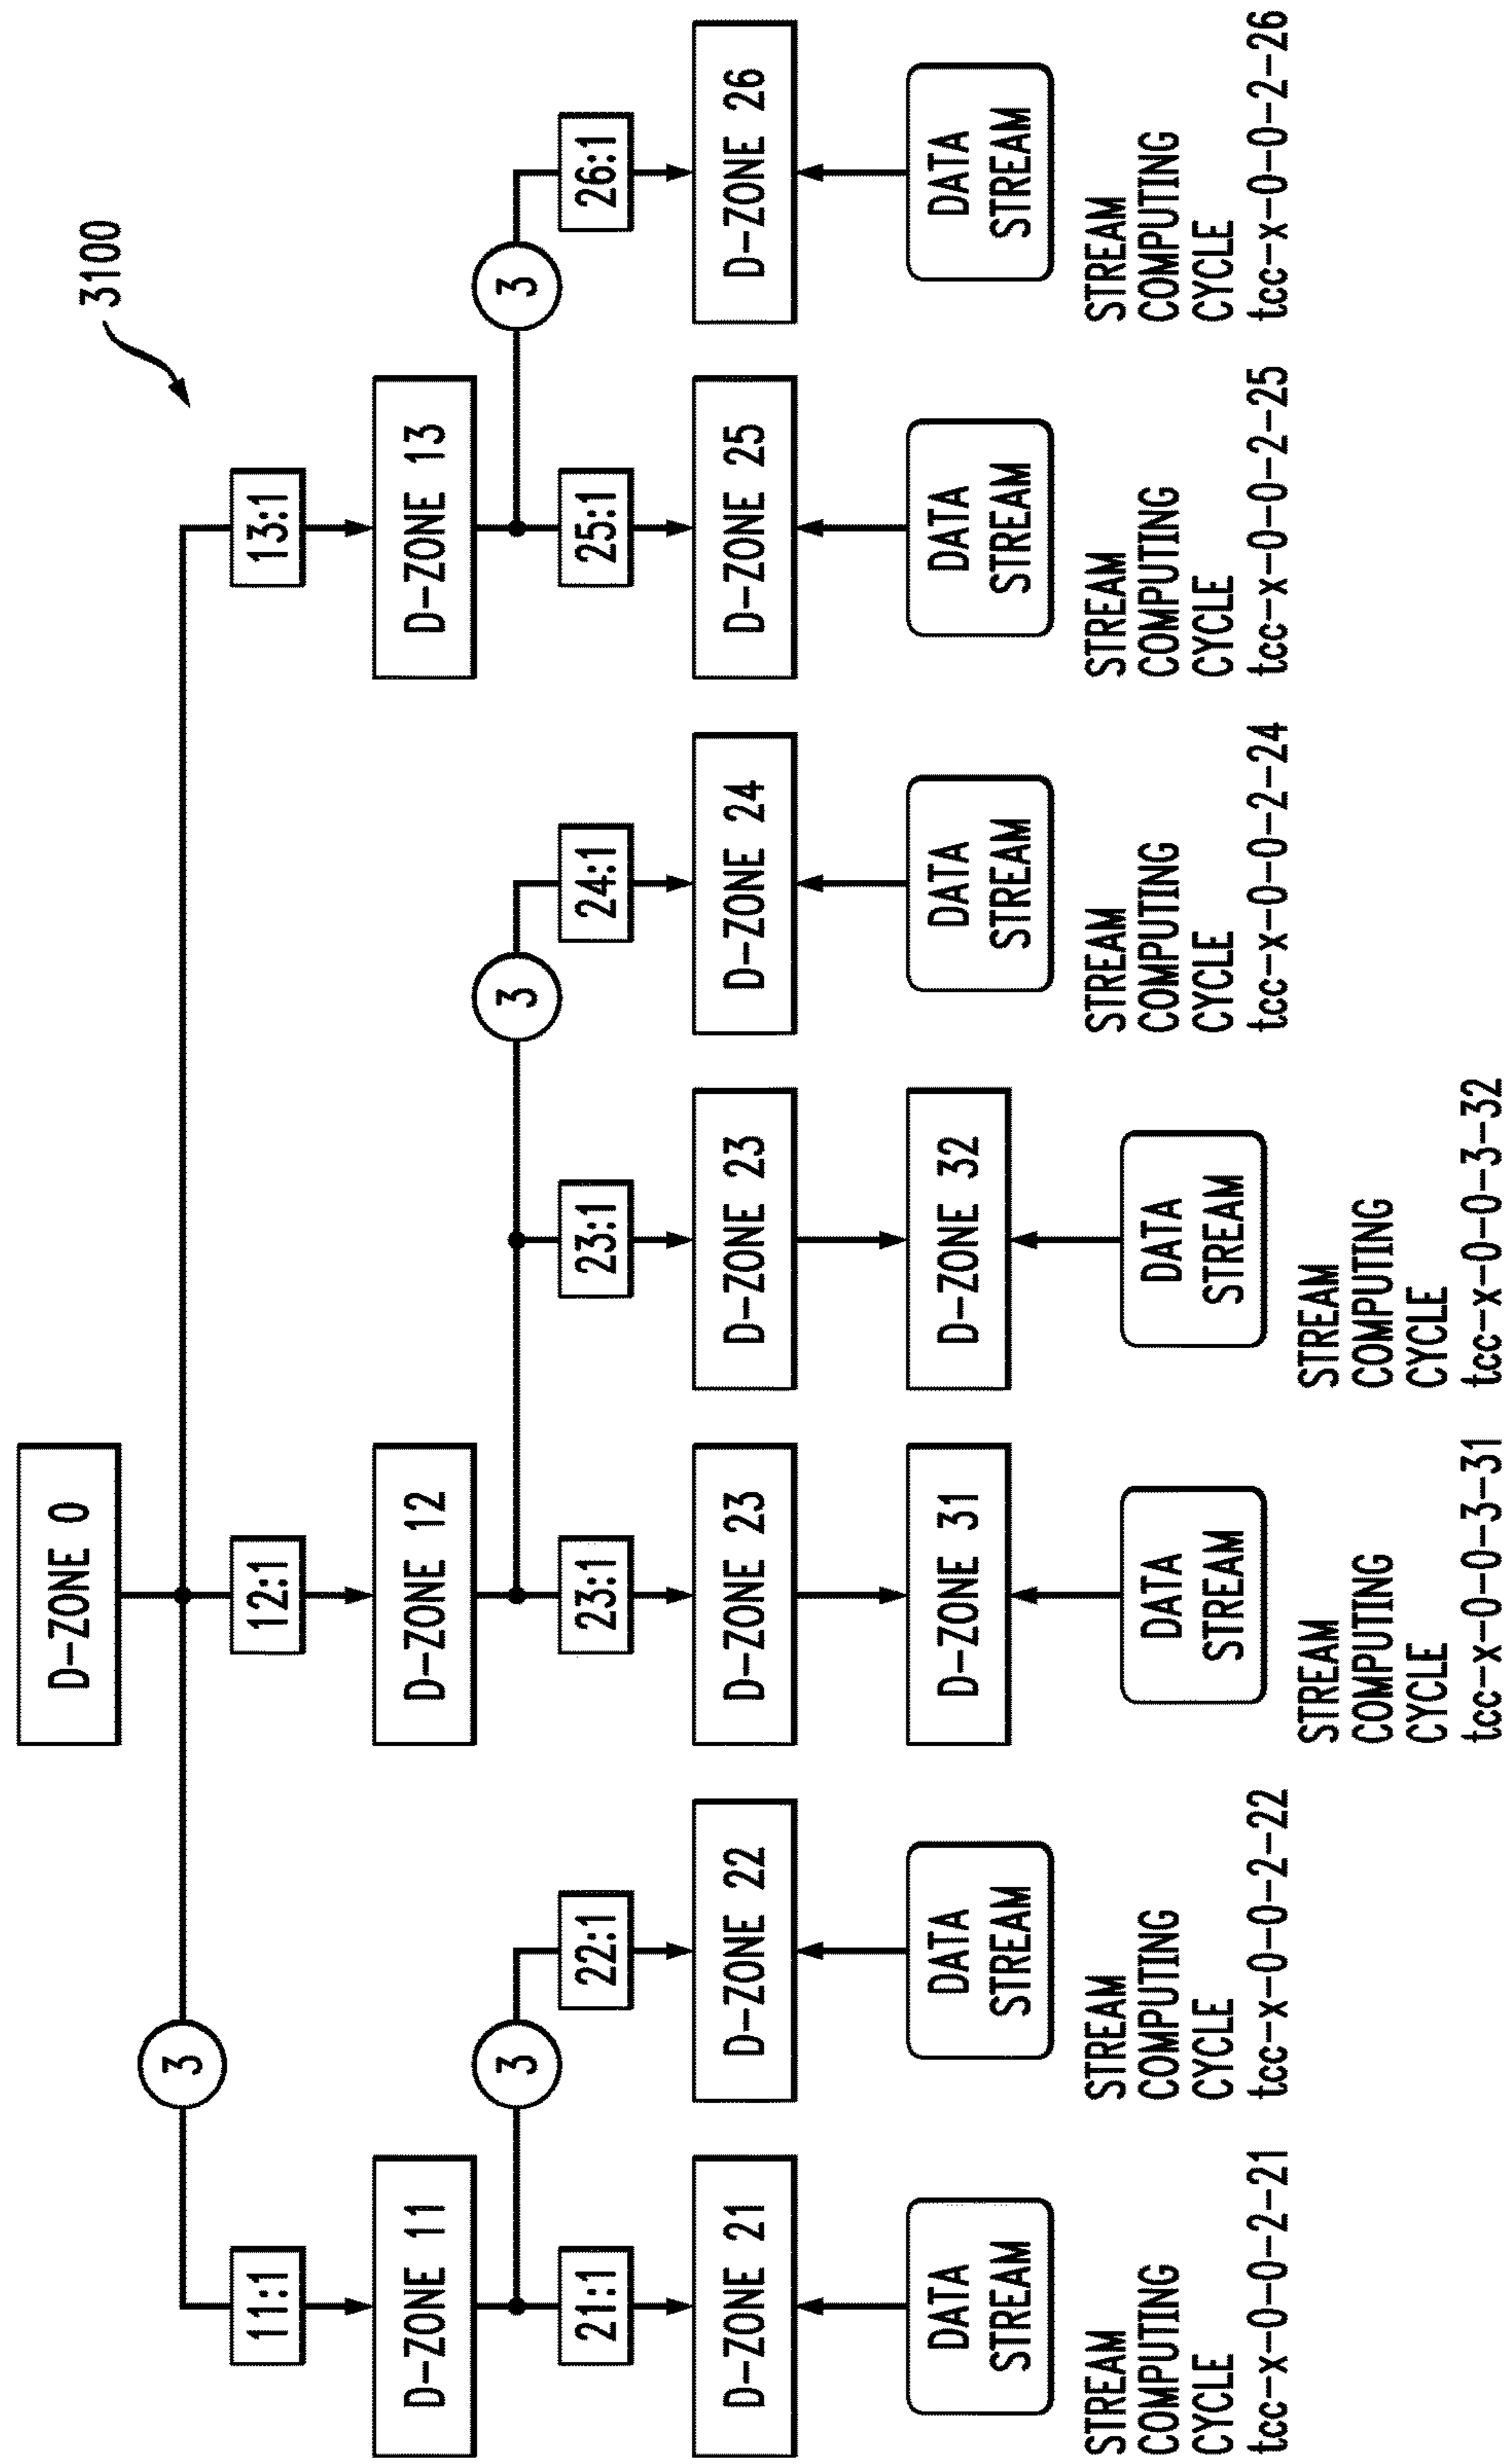 3100
D-ZONE 0
3
11:1
12:1
13:1
D-ZONE 11
D-ZONE 12
D-ZONE 13
3
3
3
21:1
22:1
23:1
23:1
24:1
25:1
26:1
D-ZONE 21
D-ZONE 22
D-ZONE 23
D-ZONE 23
D-ZONE 24
D-ZONE 25
D-ZONE 26
D-ZONE 31
D-ZONE 32
DATA
STREAM
STREAM
COMPUTING
CYCLE
tcc-x-0-0-2-21
DATA
STREAM
STREAM
COMPUTING
CYCLE
tcc-x-0-0-2-22
DATA
STREAM
STREAM
COMPUTING
CYCLE
tcc-x-0-0-3-31
DATA
STREAM
STREAM
COMPUTING
CYCLE
tcc-x-0-0-3-32
DATA
STREAM
STREAM
COMPUTING
CYCLE
tcc-x-0-0-2-24
DATA
STREAM
STREAM
COMPUTING
CYCLE
tcc-x-0-0-2-25
DATA
STREAM
STREAM
COMPUTING
CYCLE
tcc-x-0-0-2-26